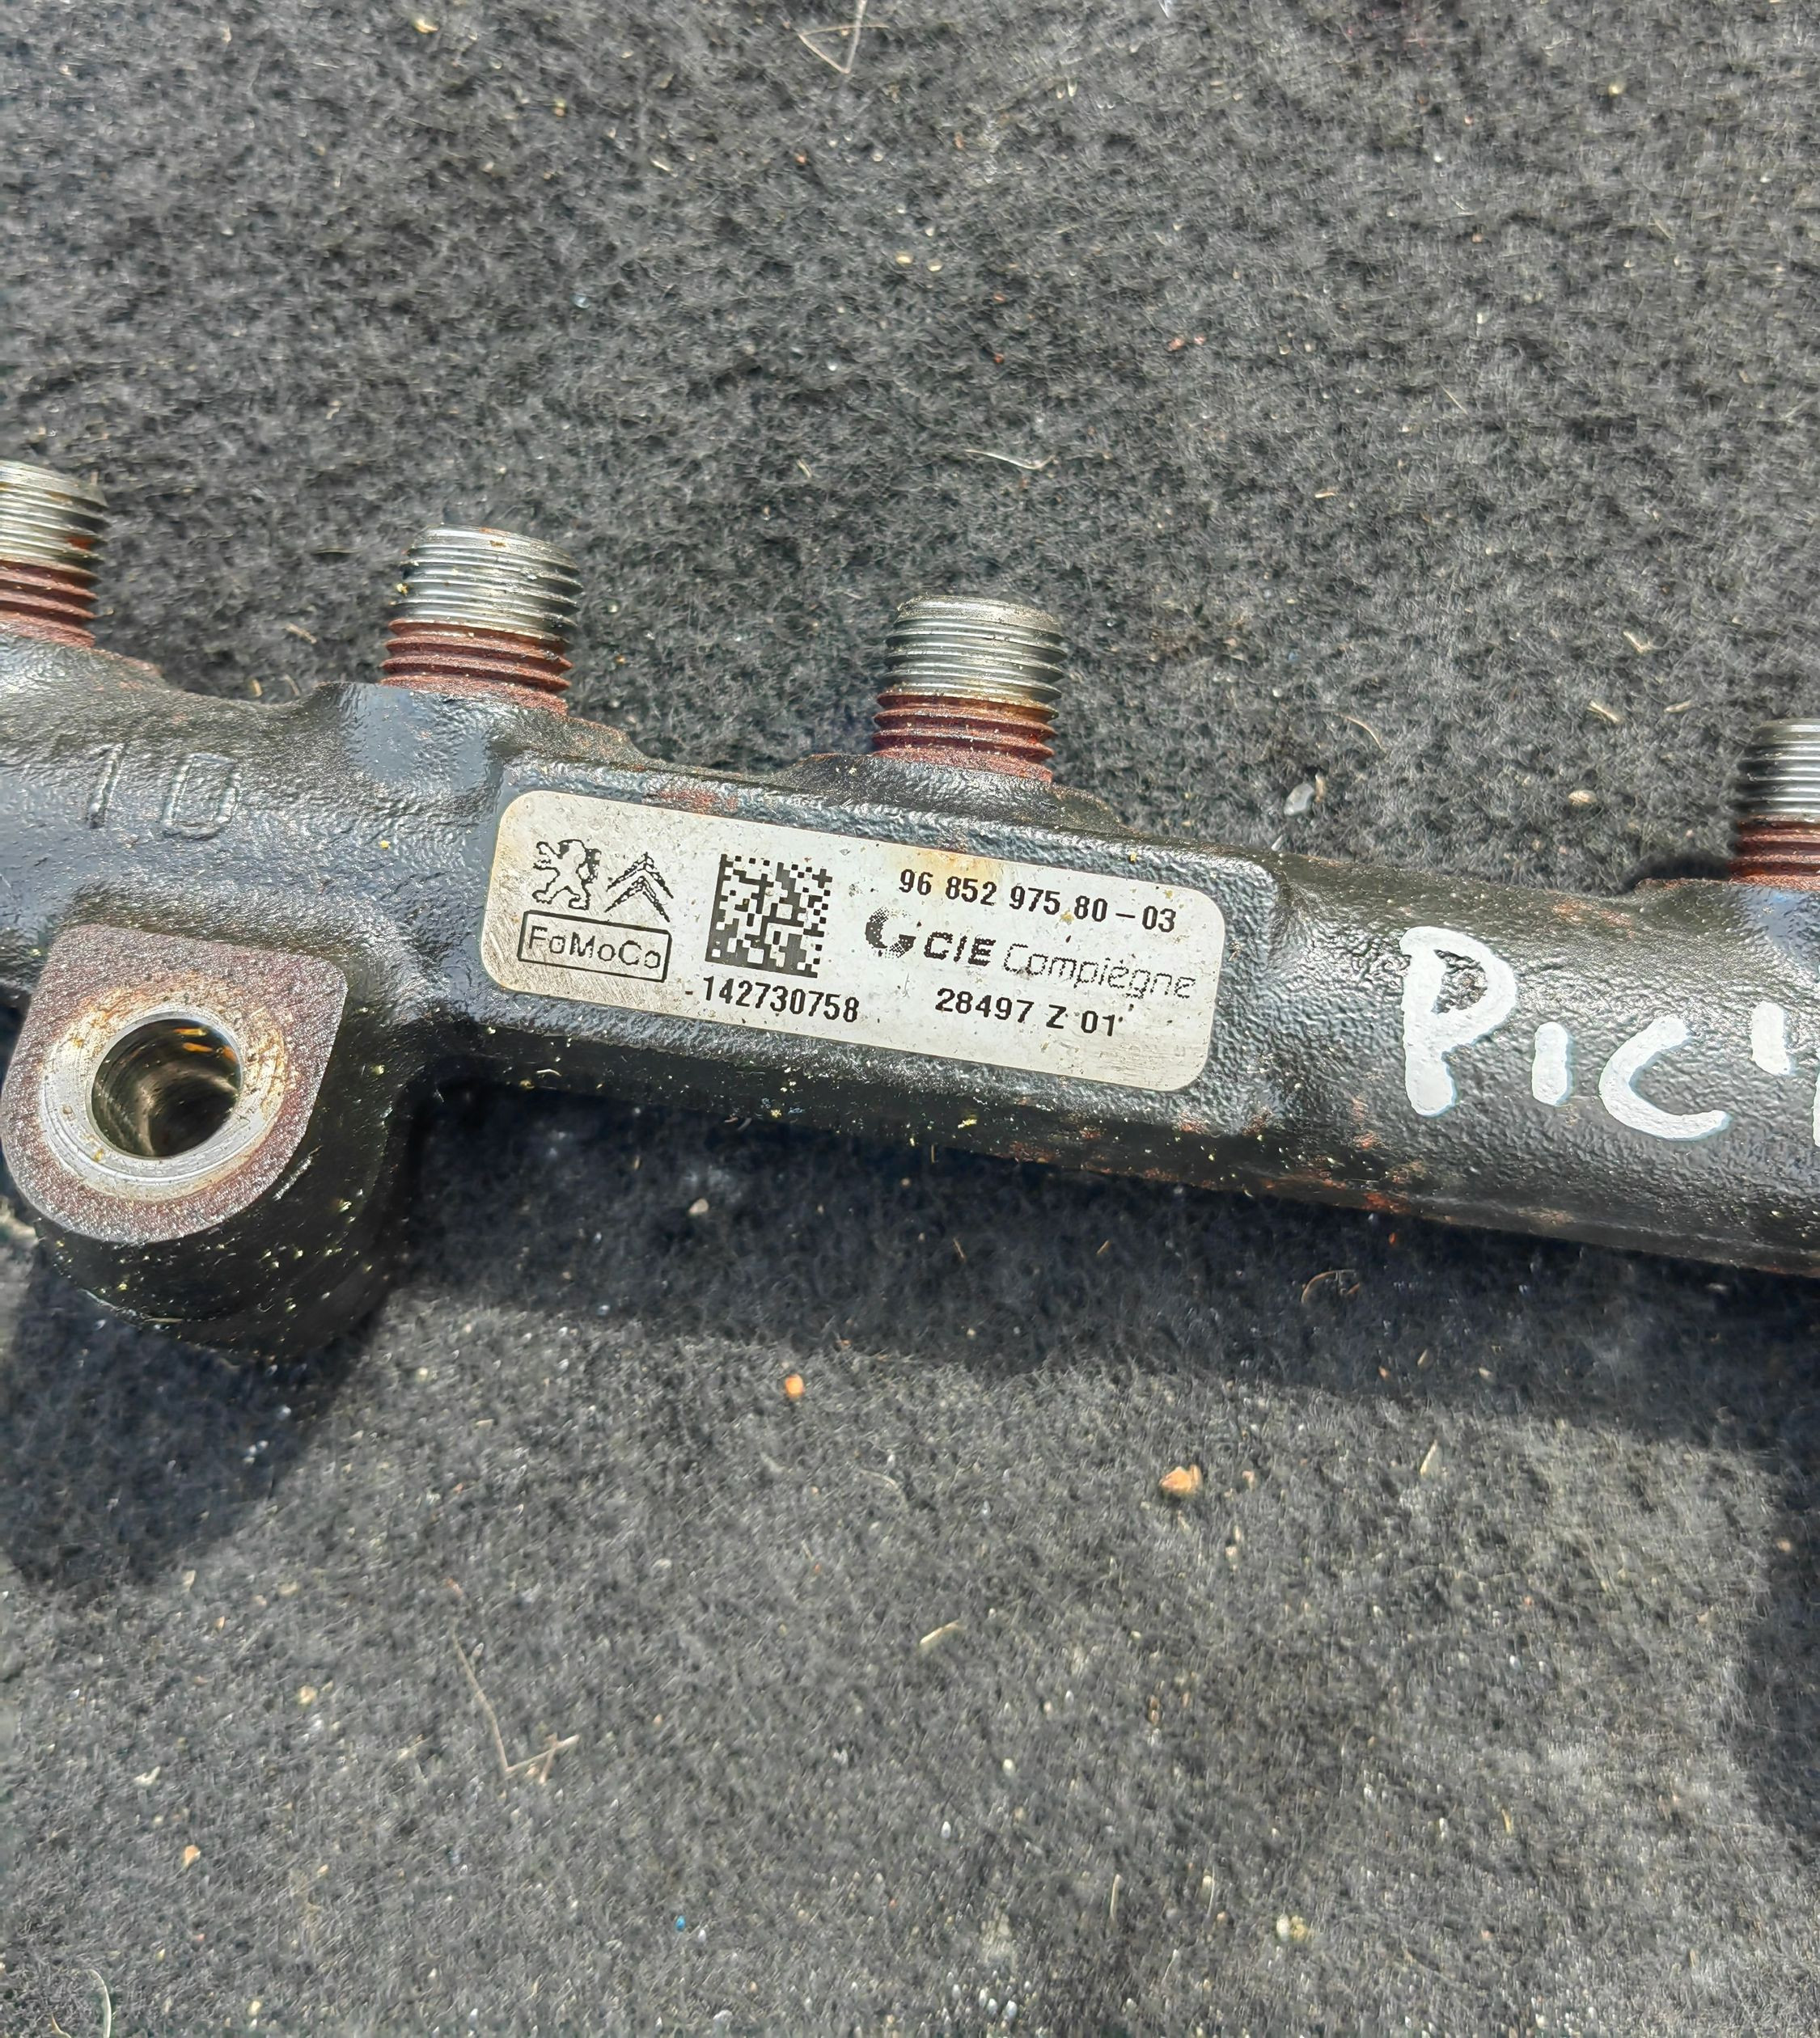 10
96 852 975 80-03
FoMoCo
CIE Compiègne
142730758
28497 Z 01
Pic'